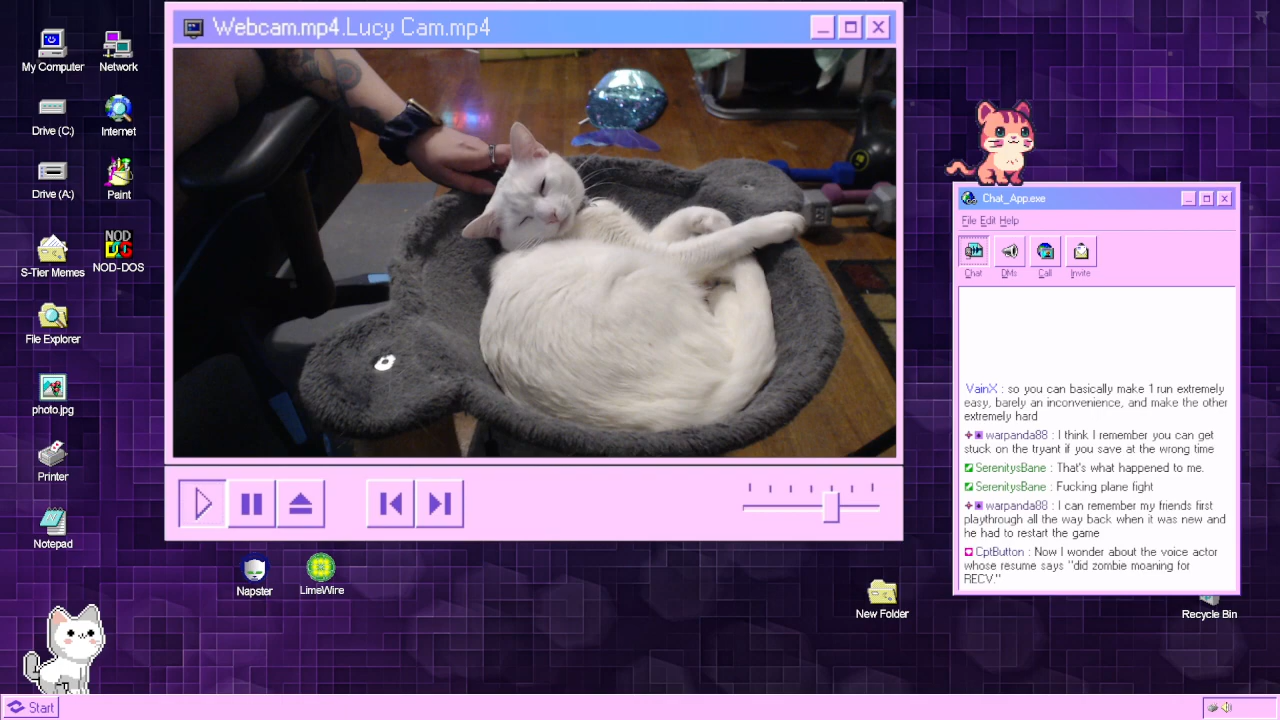 Webcam.mp4.Lucy Cam.mp4
My Computer
Network
Drive (C:)
Internet
Drive (A:)
Paint
S-Tier Memes
NOD
DOG
NOD-DOS
File Explorer
photo.jpg
Printer
Notepad
Napster
LimeWire
New Folder
Recycle Bin
Chat_App.exe
File Edit Help
Chat
DMs
Call
Invite
VainX : so you can basically make 1 run extremely
easy, barely an inconvenience, and make the other
extremely hard
warpanda88 : I think I remember you can get
stuck on the tryant if you save at the wrong time
SerenitysBane : That's what happened to me.
SerenitysBane : Fucking plane fight
warpanda88 : I can remember my friends first
playthrough all the way back when it was new and
he had to restart the game
CptButton : Now I wonder about the voice actor
whose resume says "did zombie moaning for
RECV."
Start